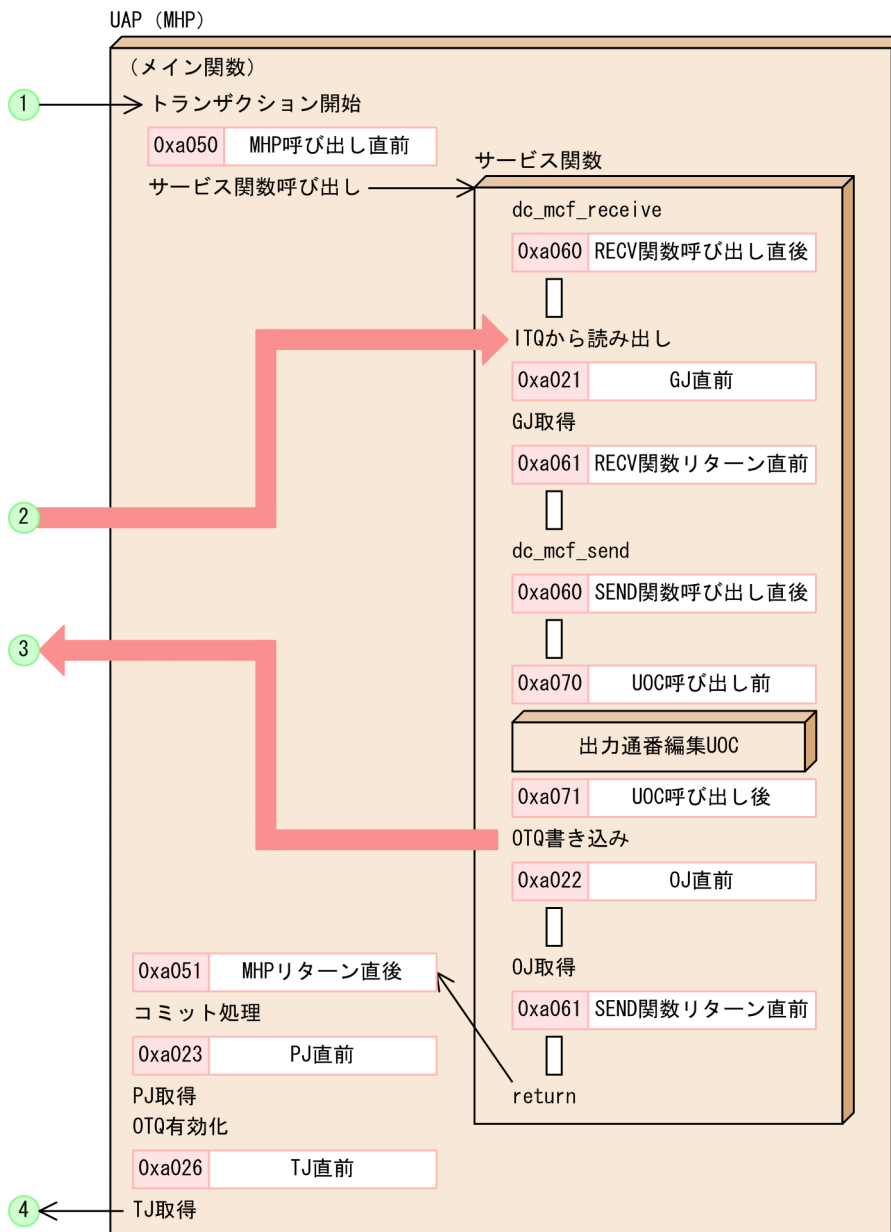 UAP（MHP）
（メイン関数）
1
トランザクション開始
0xa050 MHP呼び出し直前
サービス関数呼び出し
サービス関数
dc_mcf_receive
0xa060 RECV関数呼び出し直後
ITQから読み出し
0xa021 GJ直前
GJ取得
0xa061 RECV関数リターン直前
2
dc_mcf_send
0xa060 SEND関数呼び出し直後
3
0xa070 UOC呼び出し前
出力通番編集UOC
0xa071 UOC呼び出し後
OTQ書き込み
0xa022 OJ直前
OJ取得
0xa061 SEND関数リターン直前
return
0xa051 MHPリターン直後
コミット処理
0xa023 PJ直前
PJ取得
OTQ有効化
0xa026 TJ直前
4
TJ取得